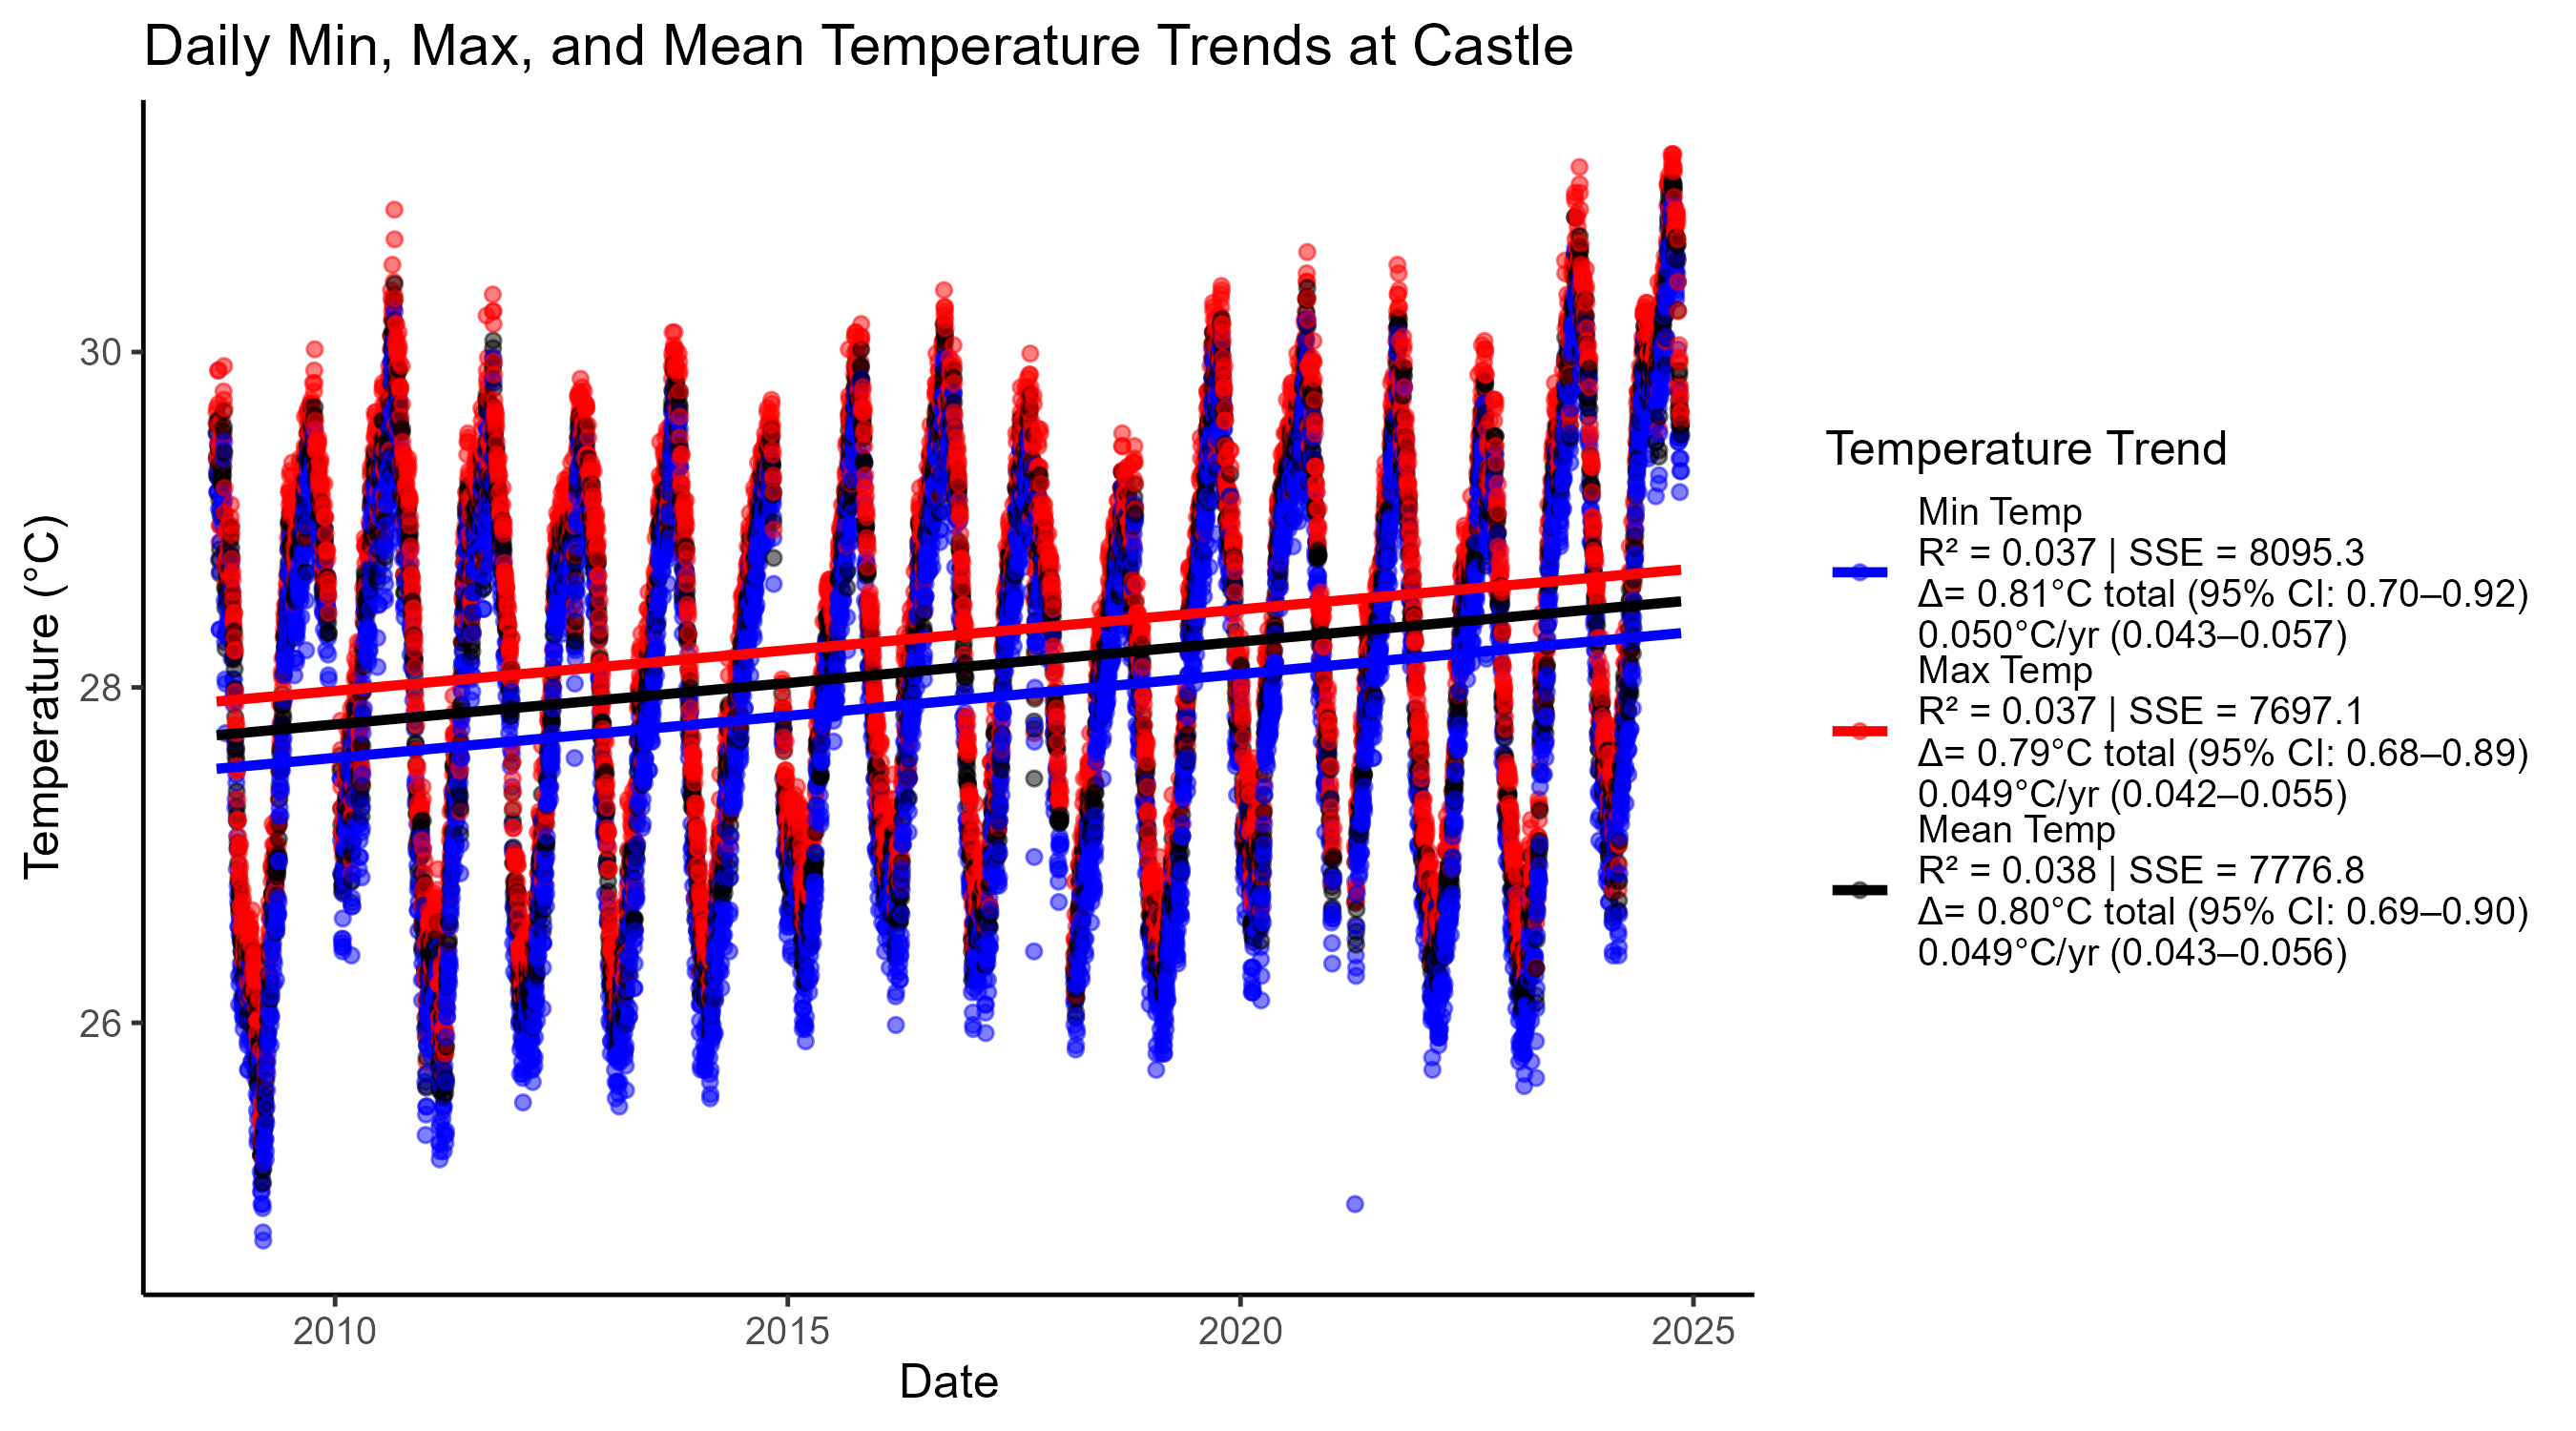 Daily Min, Max, and Mean Temperature Trends at Castle
Temperature (°C)
30
28
26
2010
2015
2020
2025
Date
Temperature Trend
Min Temp
R² = 0.037 | SSE = 8095.3
Δ= 0.81°C total (95% CI: 0.70–0.92)
0.050°C/yr (0.043–0.057)
Max Temp
R² = 0.037 | SSE = 7697.1
Δ= 0.79°C total (95% CI: 0.68–0.89)
0.049°C/yr (0.042–0.055)
Mean Temp
R² = 0.038 | SSE = 7776.8
Δ= 0.80°C total (95% CI: 0.69–0.90)
0.049°C/yr (0.043–0.056)